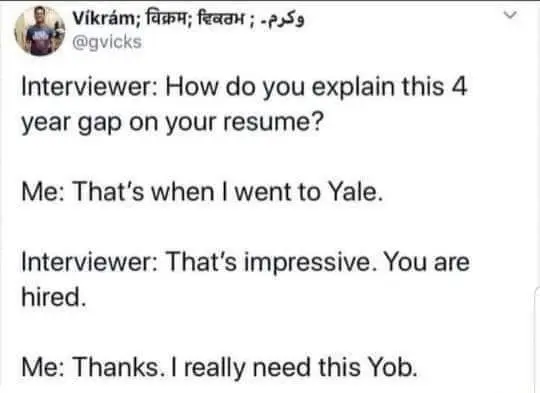 Víkrám; विक्रम; ਵਿਕਰਮ ; وکرم-
@gvicks
Interviewer: How do you explain this 4
year gap on your resume?
Me: That's when I went to Yale.
Interviewer: That's impressive. You are
hired.
Me: Thanks. I really need this Yob.